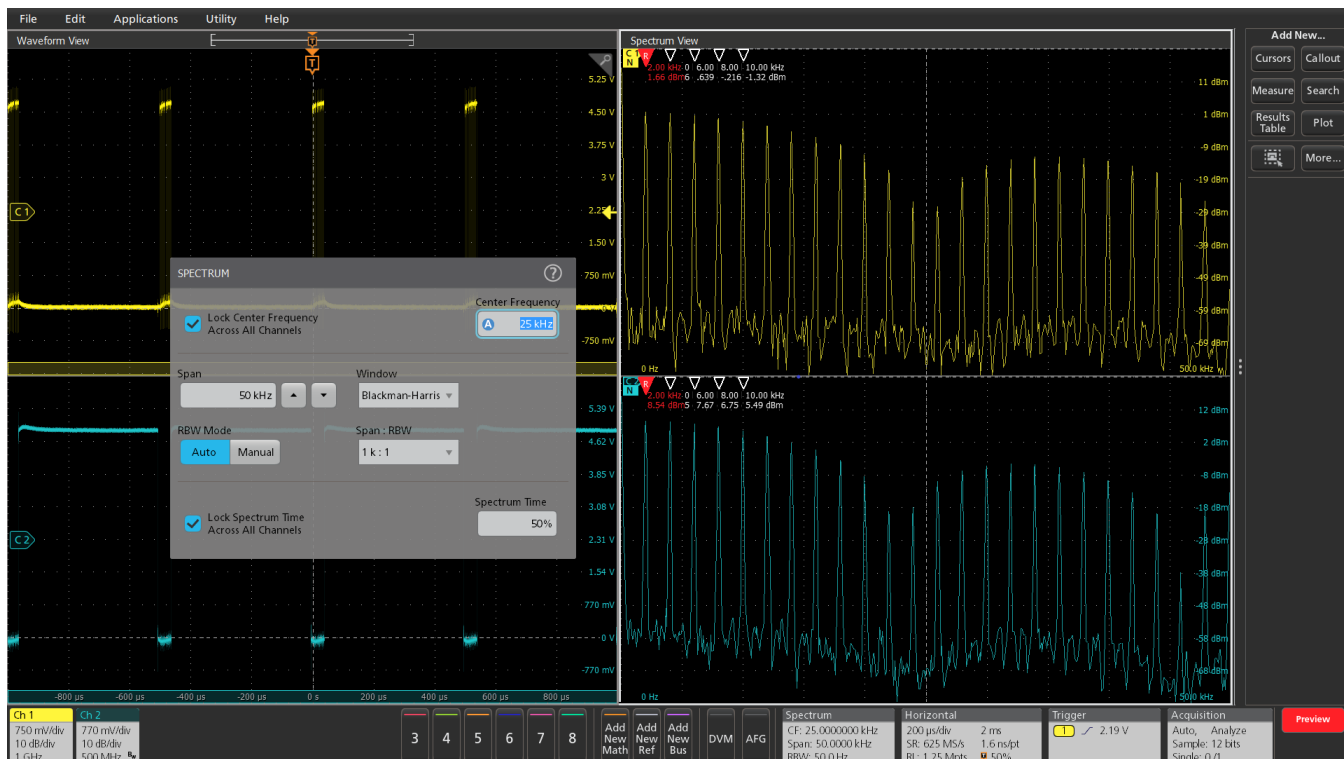 File Edit Applications Utility Help
Waveform View
T
T
5.25 V
4.50 V
3.75 V
3 V
2.25 V
1.50 V
750 mV
-750 mV
C 1
5.39 V
4.62 V
3.85 V
3.08 V
2.31 V
1.54 V
770 mV
0 V
-770 mV
C 2
-800 µs -600 µs -400 µs -200 µs 0 s 200 µs 400 µs 600 µs 800 µs
SPECTRUM ?
Lock Center Frequency
Across All Channels
Center Frequency
A 25 kHz
Span Window
50 kHz Blackman-Harris
RBW Mode Span : RBW
Auto Manual 1 k : 1
Lock Spectrum Time
Across All Channels
Spectrum Time
50%
Spectrum View
C 1
N
R
2.00 kHz 0 6.00 8.00 10.00 kHz
1.66 dBm 6 .639 -.216 -1.32 dBm
11 dBm
1 dBm
-9 dBm
-19 dBm
-29 dBm
-39 dBm
-49 dBm
-59 dBm
-69 dBm
0 Hz 50.0 kHz
C 2
N
R
2.00 kHz 0 6.00 8.00 10.00 kHz
8.54 dBm 5 7.67 6.75 5.49 dBm
12 dBm
2 dBm
-8 dBm
-18 dBm
-28 dBm
-38 dBm
-48 dBm
-58 dBm
-68 dBm
0 Hz 50.0 kHz
Add New...
Cursors Callout
Measure Search
Results
Table
Plot
More...
Ch 1
750 mV/div
10 dB/div
1 GHz
Ch 2
770 mV/div
10 dB/div
500 MHz
3 4 5 6 7 8
Add
New
Math
Add
New
Ref
Add
New
Bus
DVM AFG
Spectrum
CF: 25.0000000 kHz
Span: 50.0000 kHz
RBW: 50.0 Hz
Horizontal
200 µs/div 2 ms
SR: 625 MS/s 1.6 ns/pt
RL: 1.25 Mpts T 50%
Trigger
1 2.19 V
Acquisition
Auto, Analyze
Sample: 12 bits
Single: 0/1
Preview